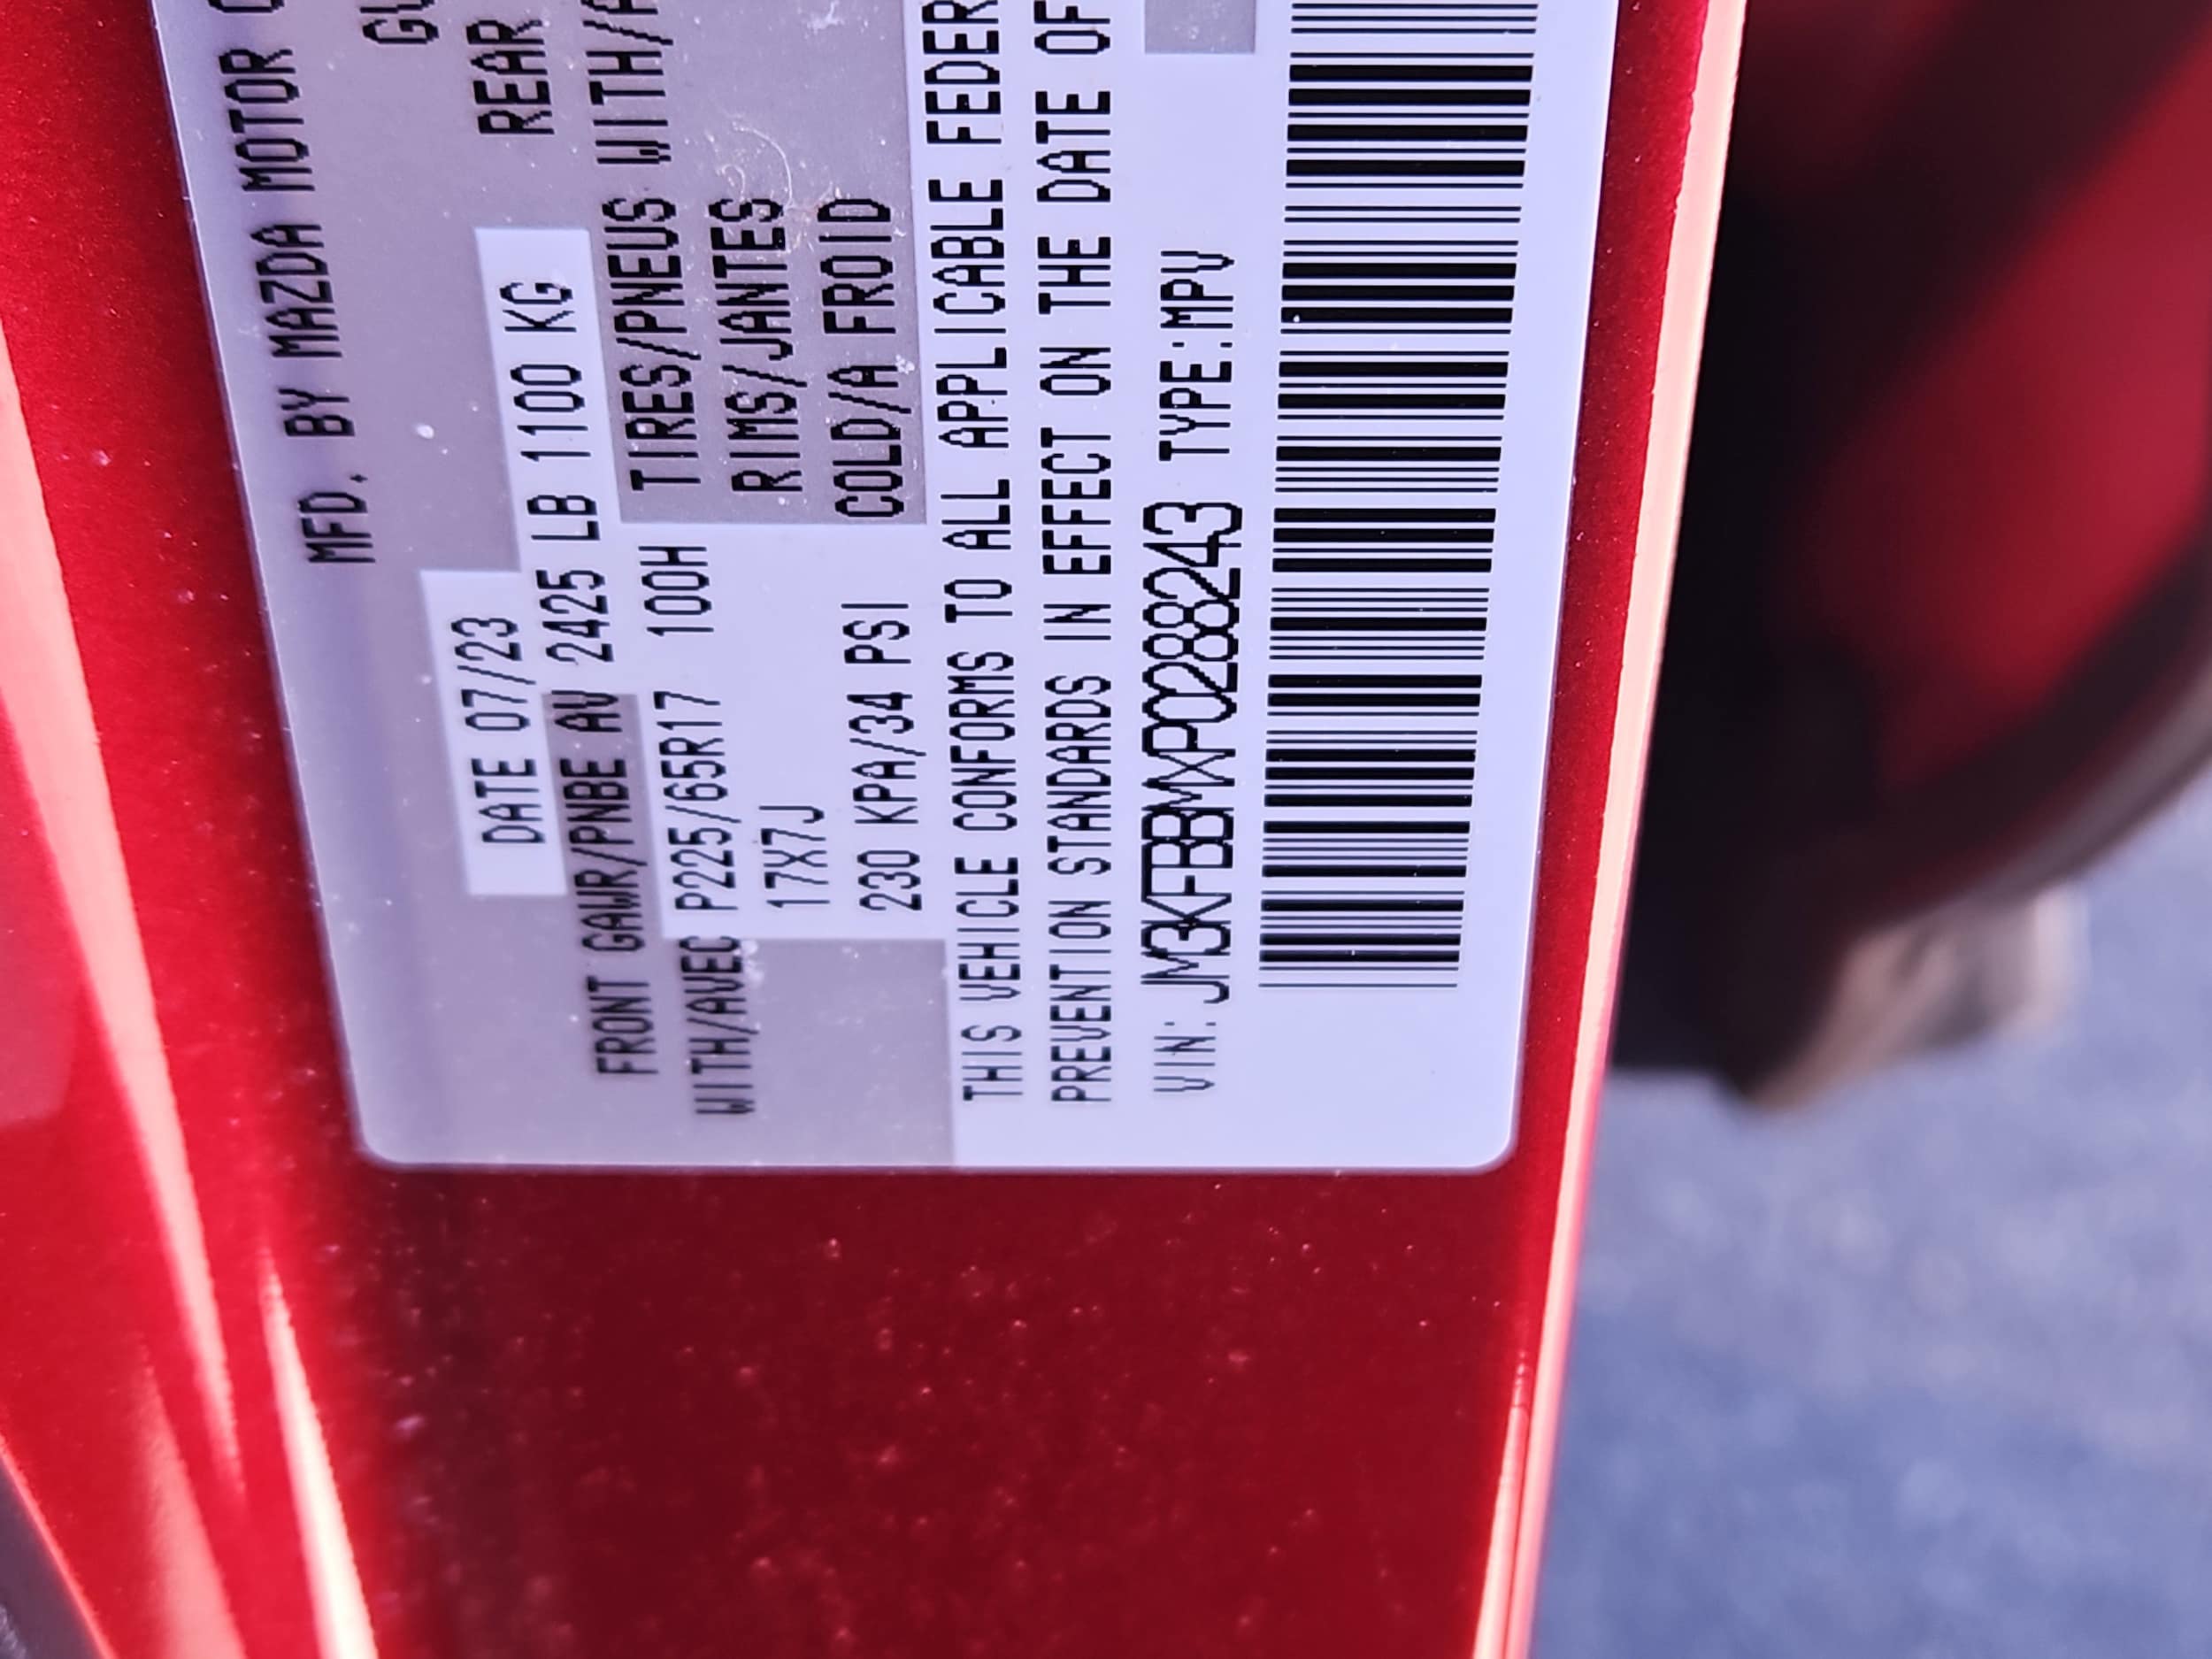 MFD. BY MAZDA MOTOR
DATE 07/23
FRONT GAWR/PNBE AV 2425 LB 1100 KG REAR
WITH/AVEC P225/65R17 100H TIRES/PNEUS WITH/
17X7J RIMS/JANTES
230 KPA/34 PSI COLD/A FROID
THIS VEHICLE CONFORMS TO ALL APPLICABLE FEDER
PREVENTION STANDARDS IN EFFECT ON THE DATE OF
VIN: JM3KFBBMXP0288243 TYPE:MPV